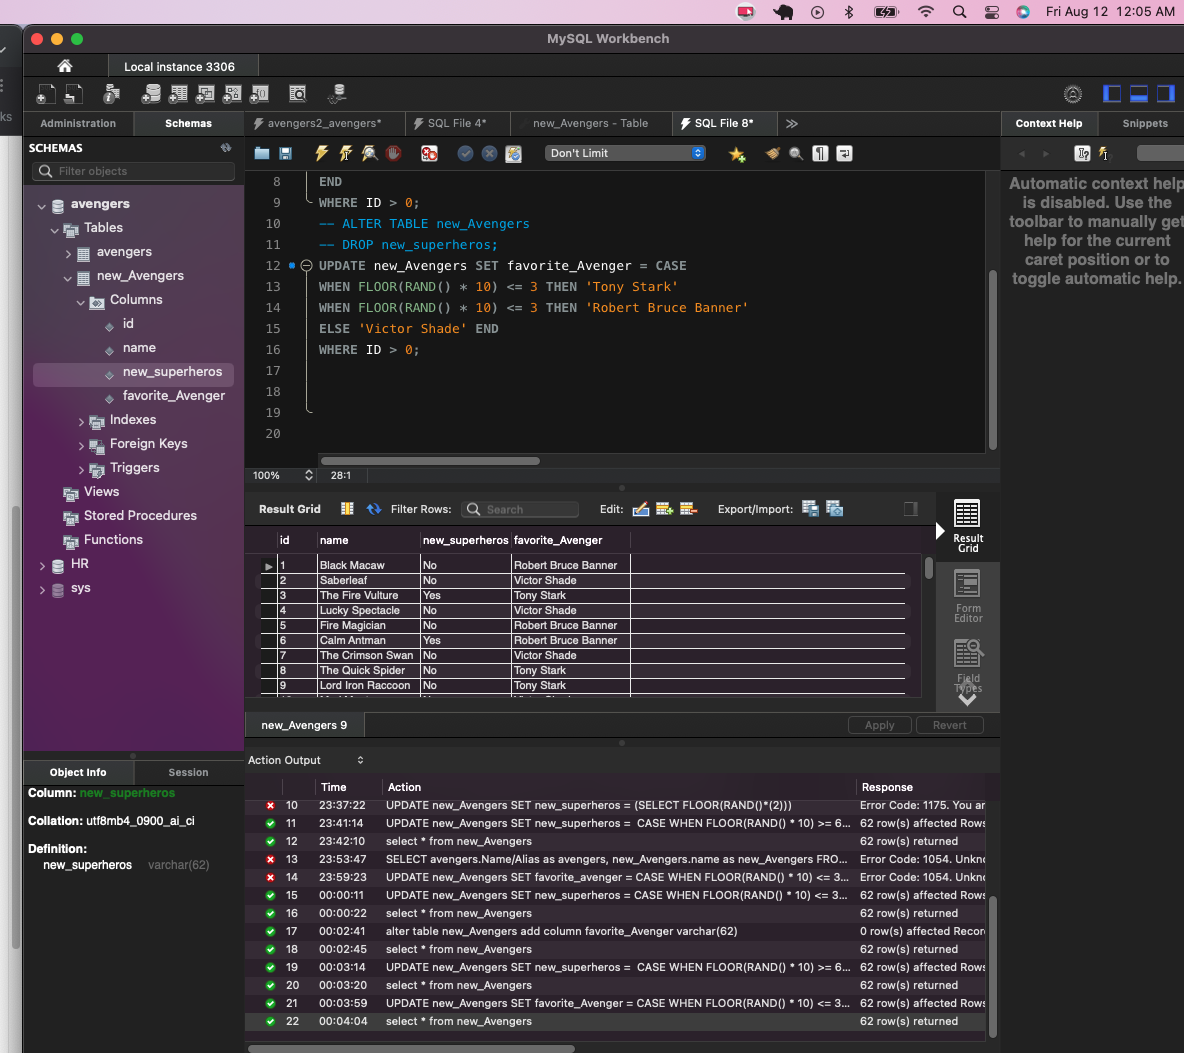 Fri Aug 12 12:05 AM
MySQL Workbench
Local instance 3306
ks
Administration
Schemas
avengers2_avengers*
SQL File 4*
new_Avengers - Table
SQL File 8*
Context Help
Snippets
SCHEMAS
Filter objects
avengers
Tables
avengers
new_Avengers
Columns
id
name
new_superheros
favorite_Avenger
Indexes
Foreign Keys
Triggers
Views
Stored Procedures
Functions
HR
sys
Don't Limit
8 END
9 WHERE ID > 0;
10 -- ALTER TABLE new_Avengers
11 -- DROP new_superheros;
12 UPDATE new_Avengers SET favorite_Avenger = CASE
13 WHEN FLOOR(RAND() * 10) <= 3 THEN 'Tony Stark'
14 WHEN FLOOR(RAND() * 10) <= 3 THEN 'Robert Bruce Banner'
15 ELSE 'Victor Shade' END
16 WHERE ID > 0;
17
18
19
20
100% 28:1
Automatic context help
is disabled. Use the
toolbar to manually get
help for the current
caret position or to
toggle automatic help.
Result Grid Filter Rows: Search Edit: Export/Import:
id name new_superheros favorite_Avenger
1 Black Macaw No Robert Bruce Banner
2 Saberleaf No Victor Shade
3 The Fire Vulture Yes Tony Stark
4 Lucky Spectacle No Victor Shade
5 Fire Magician No Robert Bruce Banner
6 Calm Antman Yes Robert Bruce Banner
7 The Crimson Swan No Victor Shade
8 The Quick Spider No Tony Stark
9 Lord Iron Raccoon No Tony Stark
Result
Grid
Form
Editor
Field
Types
new_Avengers 9
Apply
Revert
Object Info
Session
Column: new_superheros
Collation: utf8mb4_0900_ai_ci
Definition:
new_superheros varchar(62)
Action Output
Time Action Response
10 23:37:22 UPDATE new_Avengers SET new_superheros = (SELECT FLOOR(RAND()*(2))) Error Code: 1175. You ar
11 23:41:14 UPDATE new_Avengers SET new_superheros = CASE WHEN FLOOR(RAND() * 10) >= 6... 62 row(s) affected Rows
12 23:42:10 select * from new_Avengers 62 row(s) returned
13 23:53:47 SELECT avengers.Name/Alias as avengers, new_Avengers.name as new_Avengers FRO... Error Code: 1054. Unkno
14 23:59:23 UPDATE new_Avengers SET favorite_avenger = CASE WHEN FLOOR(RAND() * 10) <= 3... Error Code: 1054. Unkno
15 00:00:11 UPDATE new_Avengers SET new_superheros = CASE WHEN FLOOR(RAND() * 10) <= 3... 62 row(s) affected Rows
16 00:00:22 select * from new_Avengers 62 row(s) returned
17 00:02:41 alter table new_Avengers add column favorite_Avenger varchar(62) 0 row(s) affected Recor
18 00:02:45 select * from new_Avengers 62 row(s) returned
19 00:03:14 UPDATE new_Avengers SET new_superheros = CASE WHEN FLOOR(RAND() * 10) >= 6... 62 row(s) affected Rows
20 00:03:20 select * from new_Avengers 62 row(s) returned
21 00:03:59 UPDATE new_Avengers SET favorite_Avenger = CASE WHEN FLOOR(RAND() * 10) <= 3... 62 row(s) affected Rows
22 00:04:04 select * from new_Avengers 62 row(s) returned